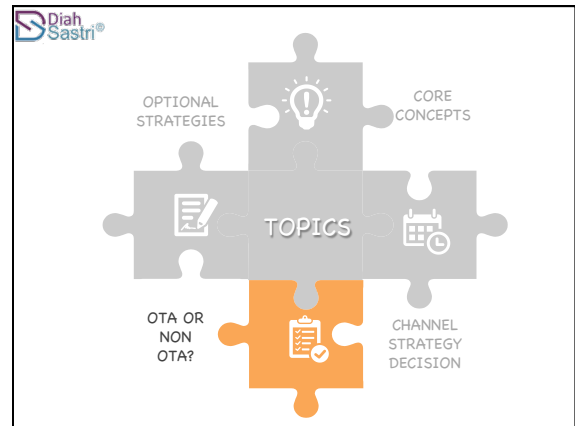 Diah
Sastri®
OPTIONAL
STRATEGIES
CORE
CONCEPTS
TOPICS
OTA OR
NON
OTA?
CHANNEL
STRATEGY
DECISION